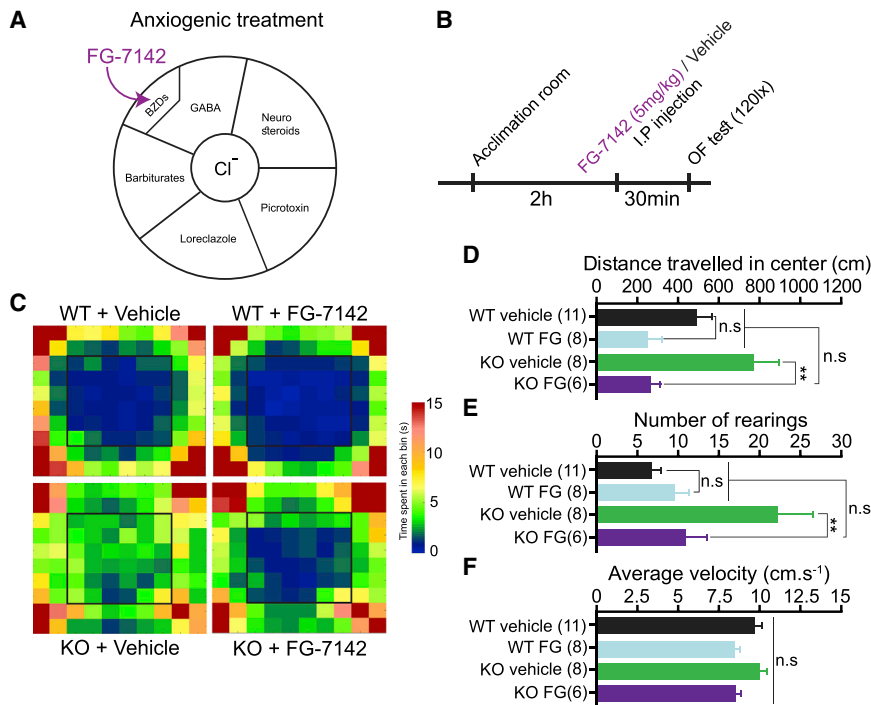 A
Anxiogenic treatment
FG-7142
BZDs
GABA
Neuro
steroids
Barbiturates
Cl⁻
Picrotoxin
Loreclazole
B
Acclimation room
FG-7142 (5mg/kg) / Vehicle
I.P injection
OF test (120lx)
2h
30min
C
WT + Vehicle
WT + FG-7142
KO + Vehicle
KO + FG-7142
Time spent in each bin (s)
15
10
5
0
D
Distance travelled in center (cm)
0 200 400 600 800 1000 1200
WT vehicle (11)
WT FG (8)
KO vehicle (8)
KO FG(6)
n.s
**
n.s
E
Number of rearings
0 5 10 15 20 25 30
WT vehicle (11)
WT FG (8)
KO vehicle (8)
KO FG(6)
n.s
**
n.s
F
Average velocity (cm.s⁻¹)
0 2.5 5 7.5 10 12.5 15
WT vehicle (11)
WT FG (8)
KO vehicle (8)
KO FG(6)
n.s